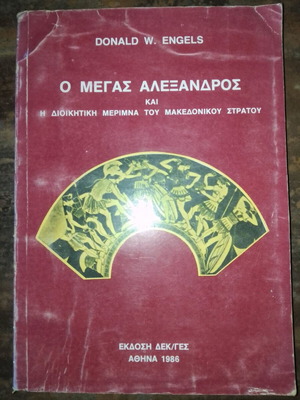 DONALD W. ENGELS
Ο ΜΕΓΑΣ ΑΛΕΞΑΝΔΡΟΣ
ΚΑΙ
Η ΔΙΟΙΚΗΤΙΚΗ ΜΕΡΙΜΝΑ ΤΟΥ ΜΑΚΕΔΟΝΙΚΟΥ ΣΤΡΑΤΟΥ
ΕΚΔΟΣΗ ΔΕΚ/ΓΕΣ
ΑΘΗΝΑ 1986